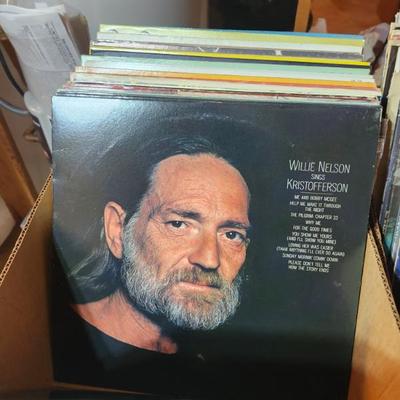 WILLIE NELSON
SINGS
KRISTOFFERSON
ME AND BOBBY MCGEE
HELP ME MAKE IT THROUGH
THE NIGHT
THE PILGRIM: CHAPTER 33
WHY ME
FOR THE GOOD TIMES
YOU SHOW ME YOURS
(AND I'LL SHOW YOU MINE)
LOVING HER WAS EASIER
(THAN ANYTHING I'LL EVER DO AGAIN)
SUNDAY MORNIN' COMIN' DOWN
PLEASE DON'T TELL ME
HOW THE STORY ENDS